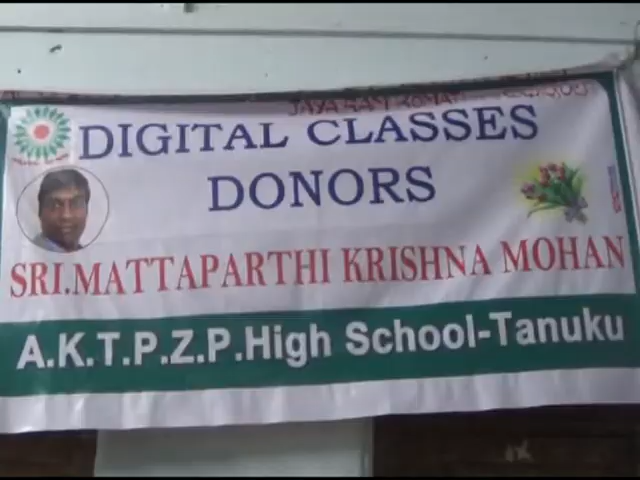 DIGITAL CLASSES
DONORS
SRI.MATTAPARTHI KRISHNA MOHAN
A.K.T.P.Z.P.High School-Tanuku